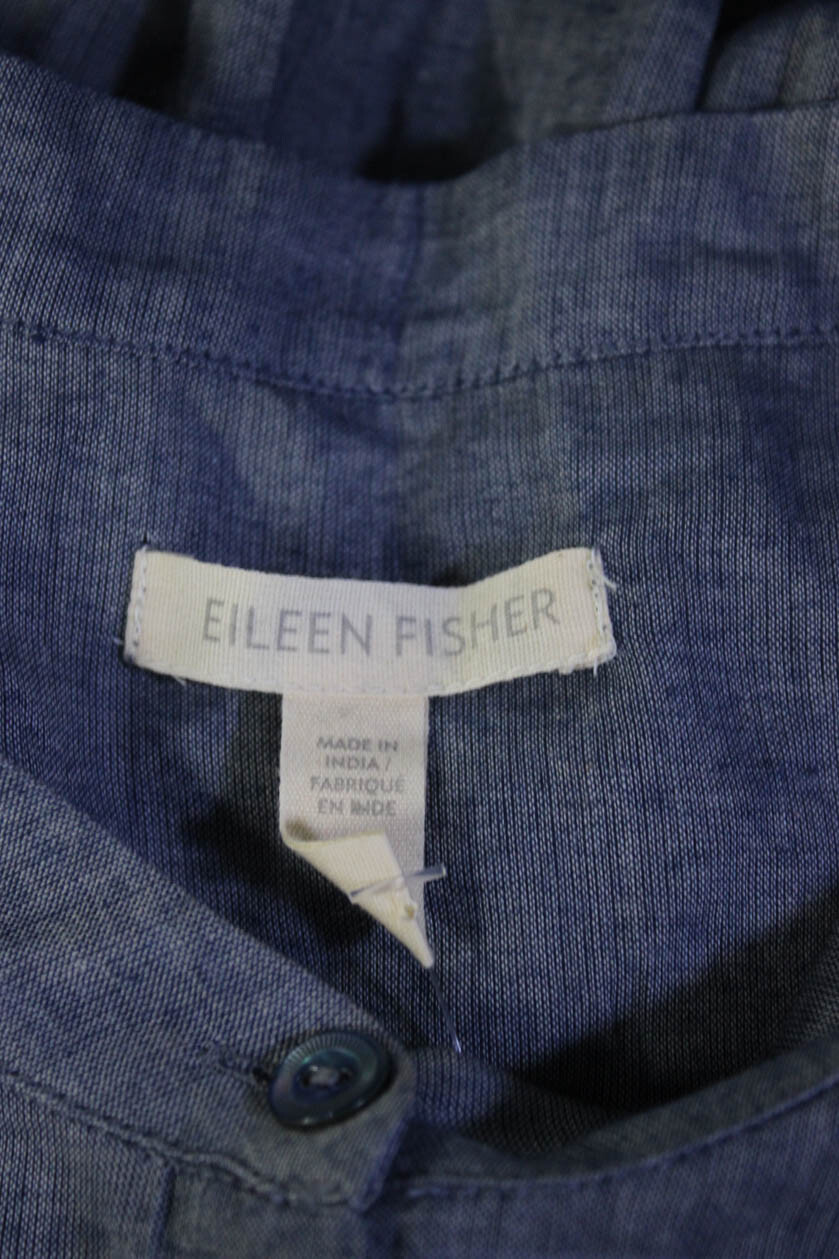 EILEEN FISHER
MADE IN
INDIA /
FABRIQUÉ
EN INDE